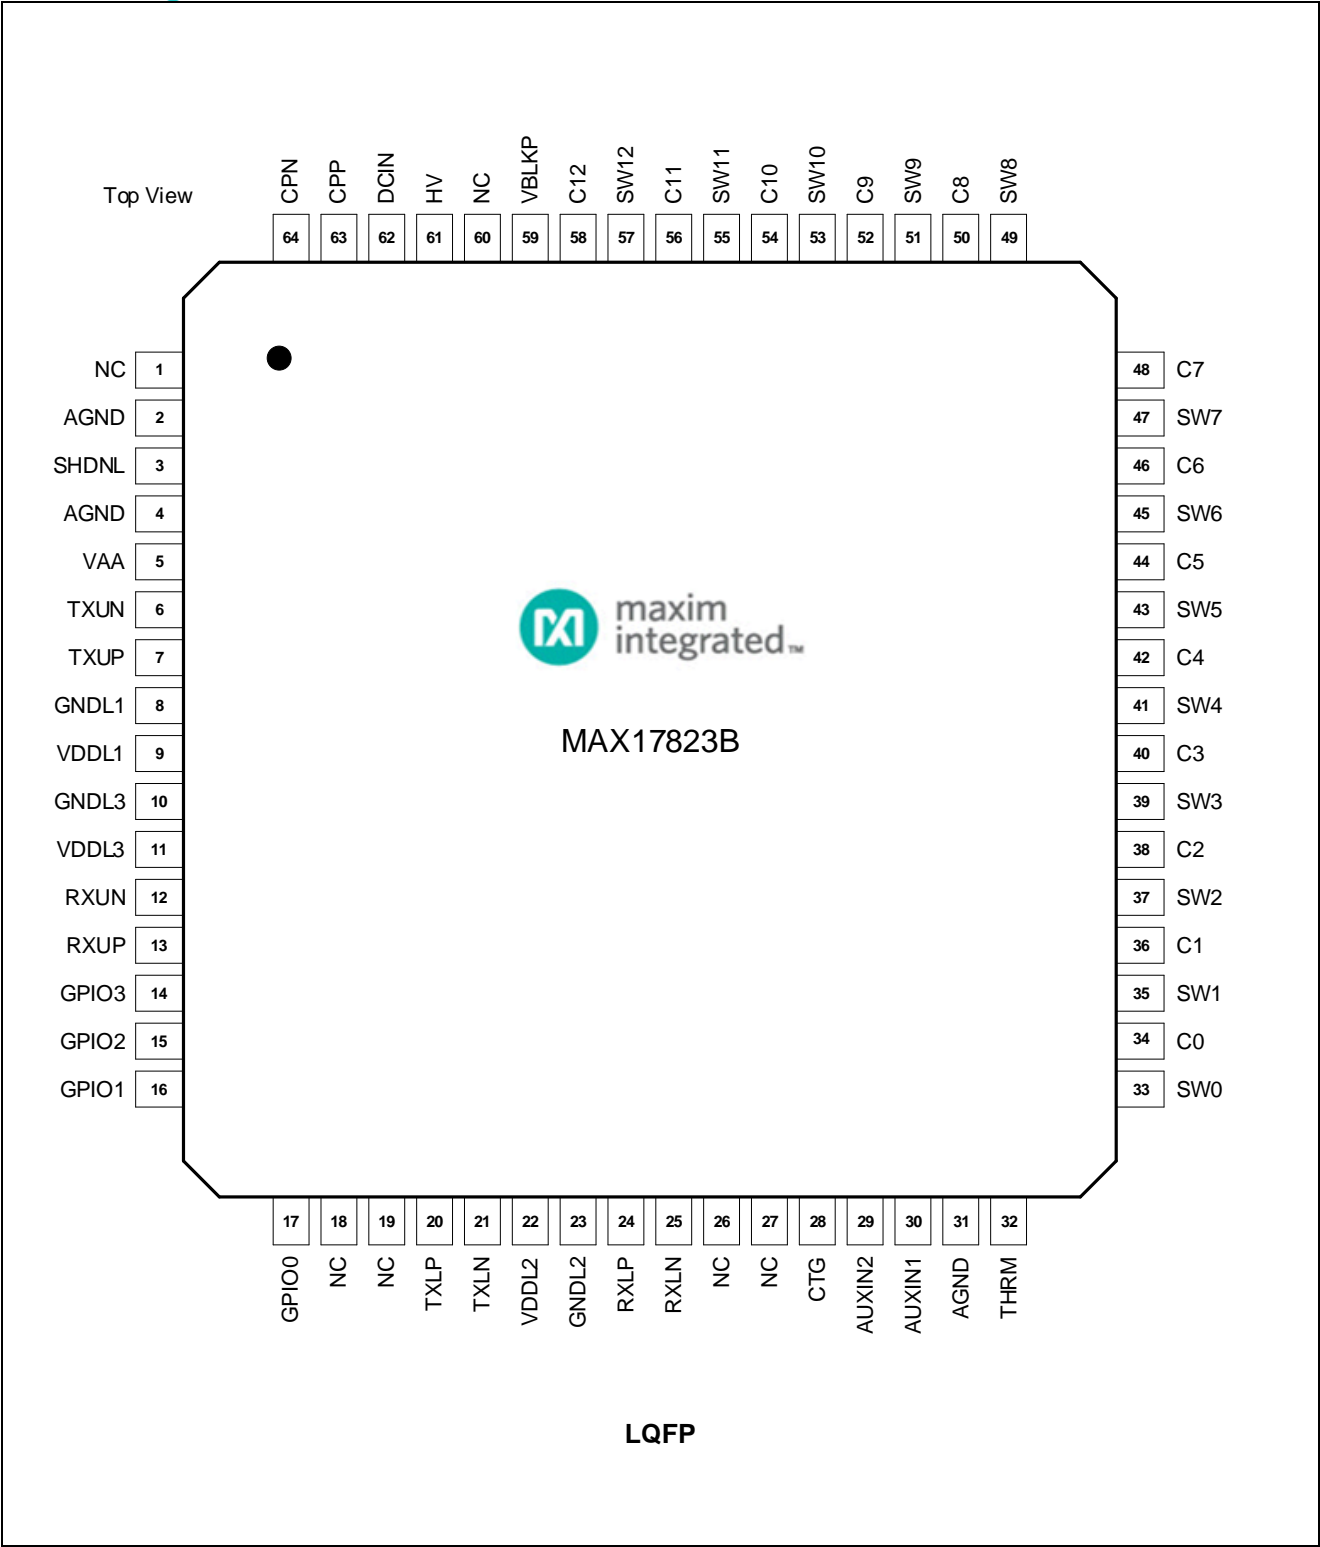 Top View
CPN
CPP
DCIN
HV
NC
VBLKP
C12
SW12
C11
SW11
C10
SW10
C9
SW9
C8
SW8
64 63 62 61 60 59 58 57 56 55 54 53 52 51 50 49
NC 1
AGND 2
SHDNL 3
AGND 4
VAA 5
TXUN 6
TXUP 7
GNDL1 8
VDDL1 9
GNDL3 10
VDDL3 11
RXUN 12
RXUP 13
GPIO3 14
GPIO2 15
GPIO1 16
48 C7
47 SW7
46 C6
45 SW6
44 C5
43 SW5
42 C4
41 SW4
40 C3
39 SW3
38 C2
37 SW2
36 C1
35 SW1
34 C0
33 SW0
maxim
integrated™
MAX17823B
17 18 19 20 21 22 23 24 25 26 27 28 29 30 31 32
GPIO0
NC
NC
TXLP
TXLN
VDDL2
GNDL2
RXLP
RXLN
NC
NC
CTG
AUXIN2
AUXIN1
AGND
THRM
LQFP